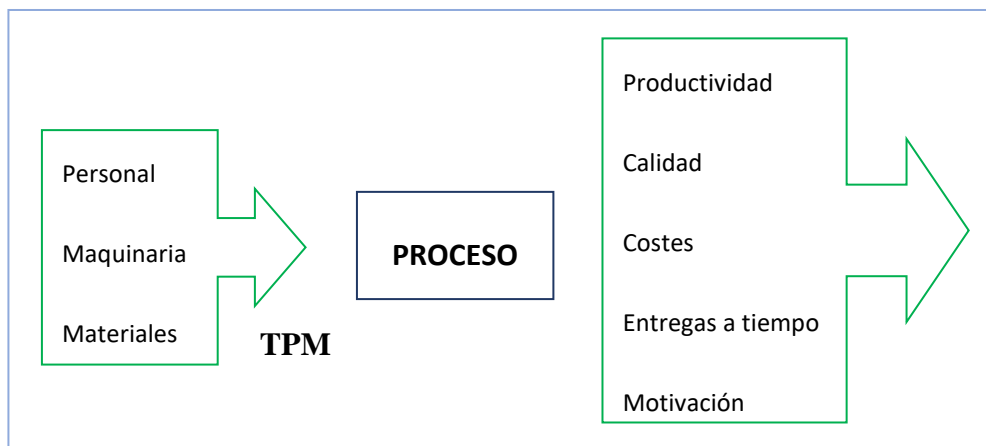 Personal
Maquinaria
Materiales
TPM
PROCESO
Productividad
Calidad
Costes
Entregas a tiempo
Motivación